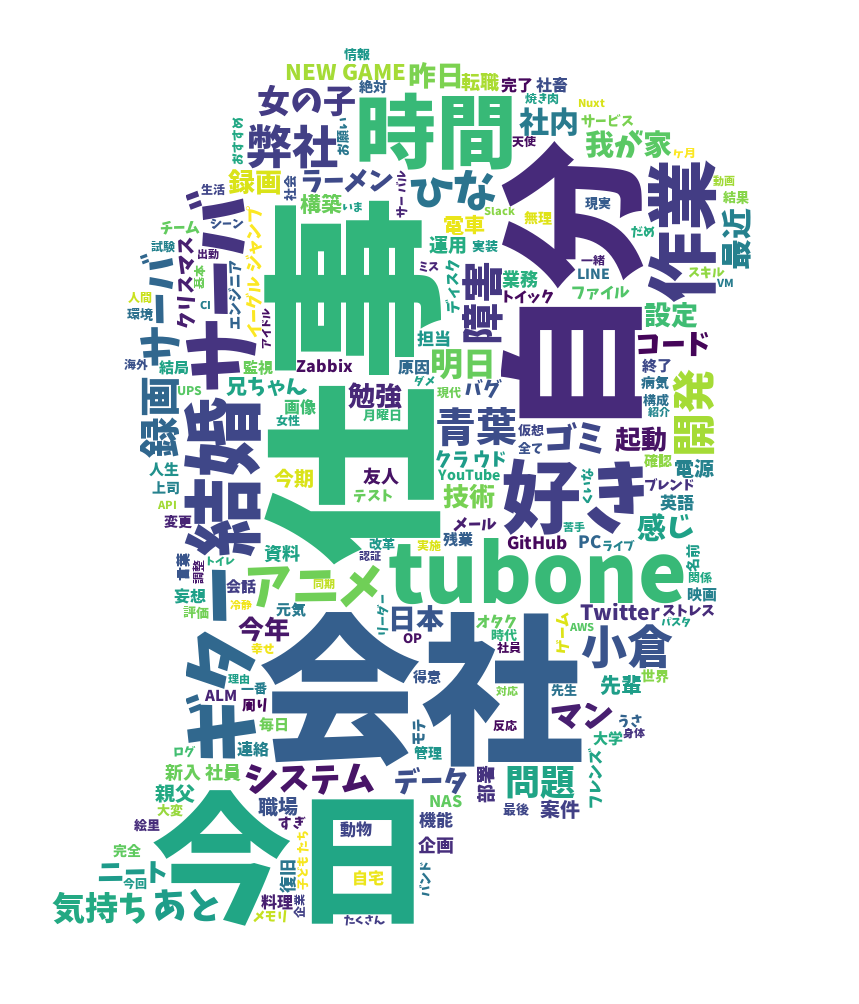 情報
NEW GAME
昨日
転職
完了
社畜
絶対
焼き肉
Nuxt
女の子
時間
社内
サービス
おすすめ
弊社
お願い
天使
我が家
ヶ月
録画
社会
ラーメン
サーバル
ひな
自分
現実
作業
動画
結果
生活
構築
いま
電車
Slack
無理
最近
チーム
シーン
サーバー
仕事
運用
実装
だめ
試験
出勤
クリスマス
基本
エンジニア
イーグルジャンプ
ミス
ディスク
障害
業務
トイック
一緒
LINE
ファイル
スキル
VM
人間
環境
サーバ
CI
アイドル
担当
設定
コード
海外
結局
監視
Zabbix
原因
明日
終了
UPS
兄ちゃん
勉強
ダメ
現代
バグ
病気
録画
結婚
画像
女性
月曜日
青葉
仮想
全て
ゴミ
構成
紹介
起動
開発
人生
上司
今期
友人
クラウド
YouTube
くいな
確認
電源
API
テスト
技術
好き
ブレンド
英語
変更
メール
苦手
感じ
残業
GitHub
PC
ライブ
言葉
調整
トイレ
資料
認証
改革
実施
名前
妄想
会話
アニメ
同期
tubone
関係
映画
評価
冷静
元気
リーダー
日本
オタク
時代
ゲーム
AWS
Twitter
ストレス
パスタ
今年
幸せ
OP
社員
小倉
ギター
理由
一番
会社
得意
対応
先生
先輩
世界
ALM
周り
毎日
モテ
反応
マン
うさ
身体
ログ
連絡
管理
大学
新入社員
システム
データ
部署
問題
フレンズ
親父
大変
職場
NAS
最後
案件
絵里
すぎ
今日
動物
機能
完全
子どもたち
企画
ニート
今回
復旧
自宅
バンド
気持ち
あと
料理
企業
メモリ
たくさん